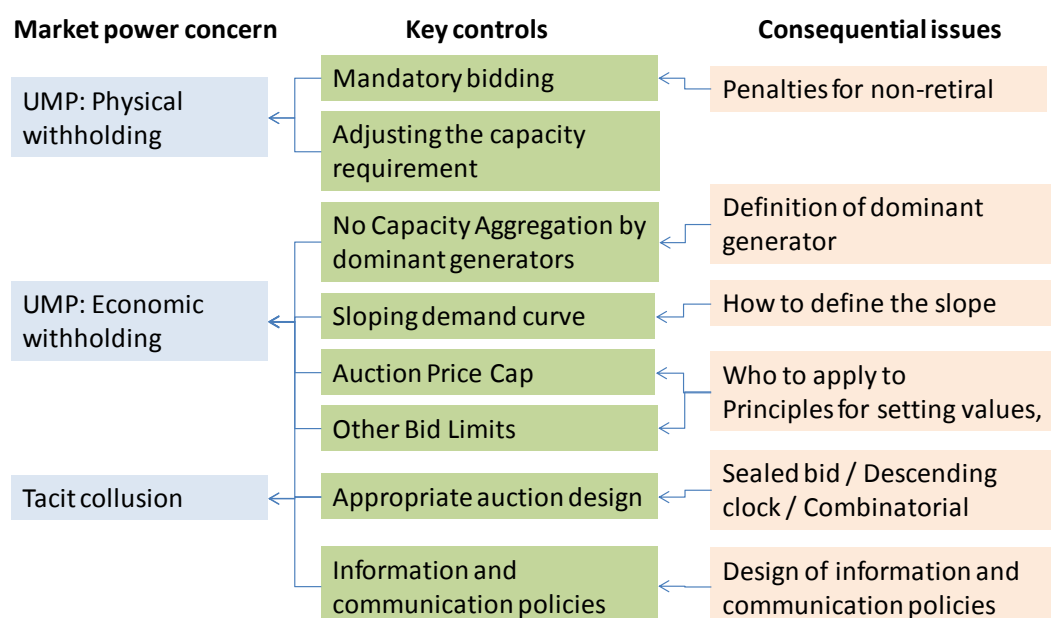 Market power concern
Key controls
Consequential issues
UMP: Physical
withholding
Mandatory bidding
Adjusting the capacity
requirement
Penalties for non-retiral
UMP: Economic
withholding
No Capacity Aggregation by
dominant generators
Definition of dominant
generator
Sloping demand curve
How to define the slope
Auction Price Cap
Other Bid Limits
Who to apply to
Principles for setting values,
Tacit collusion
Appropriate auction design
Sealed bid / Descending
clock / Combinatorial
Information and
communication policies
Design of information and
communication policies